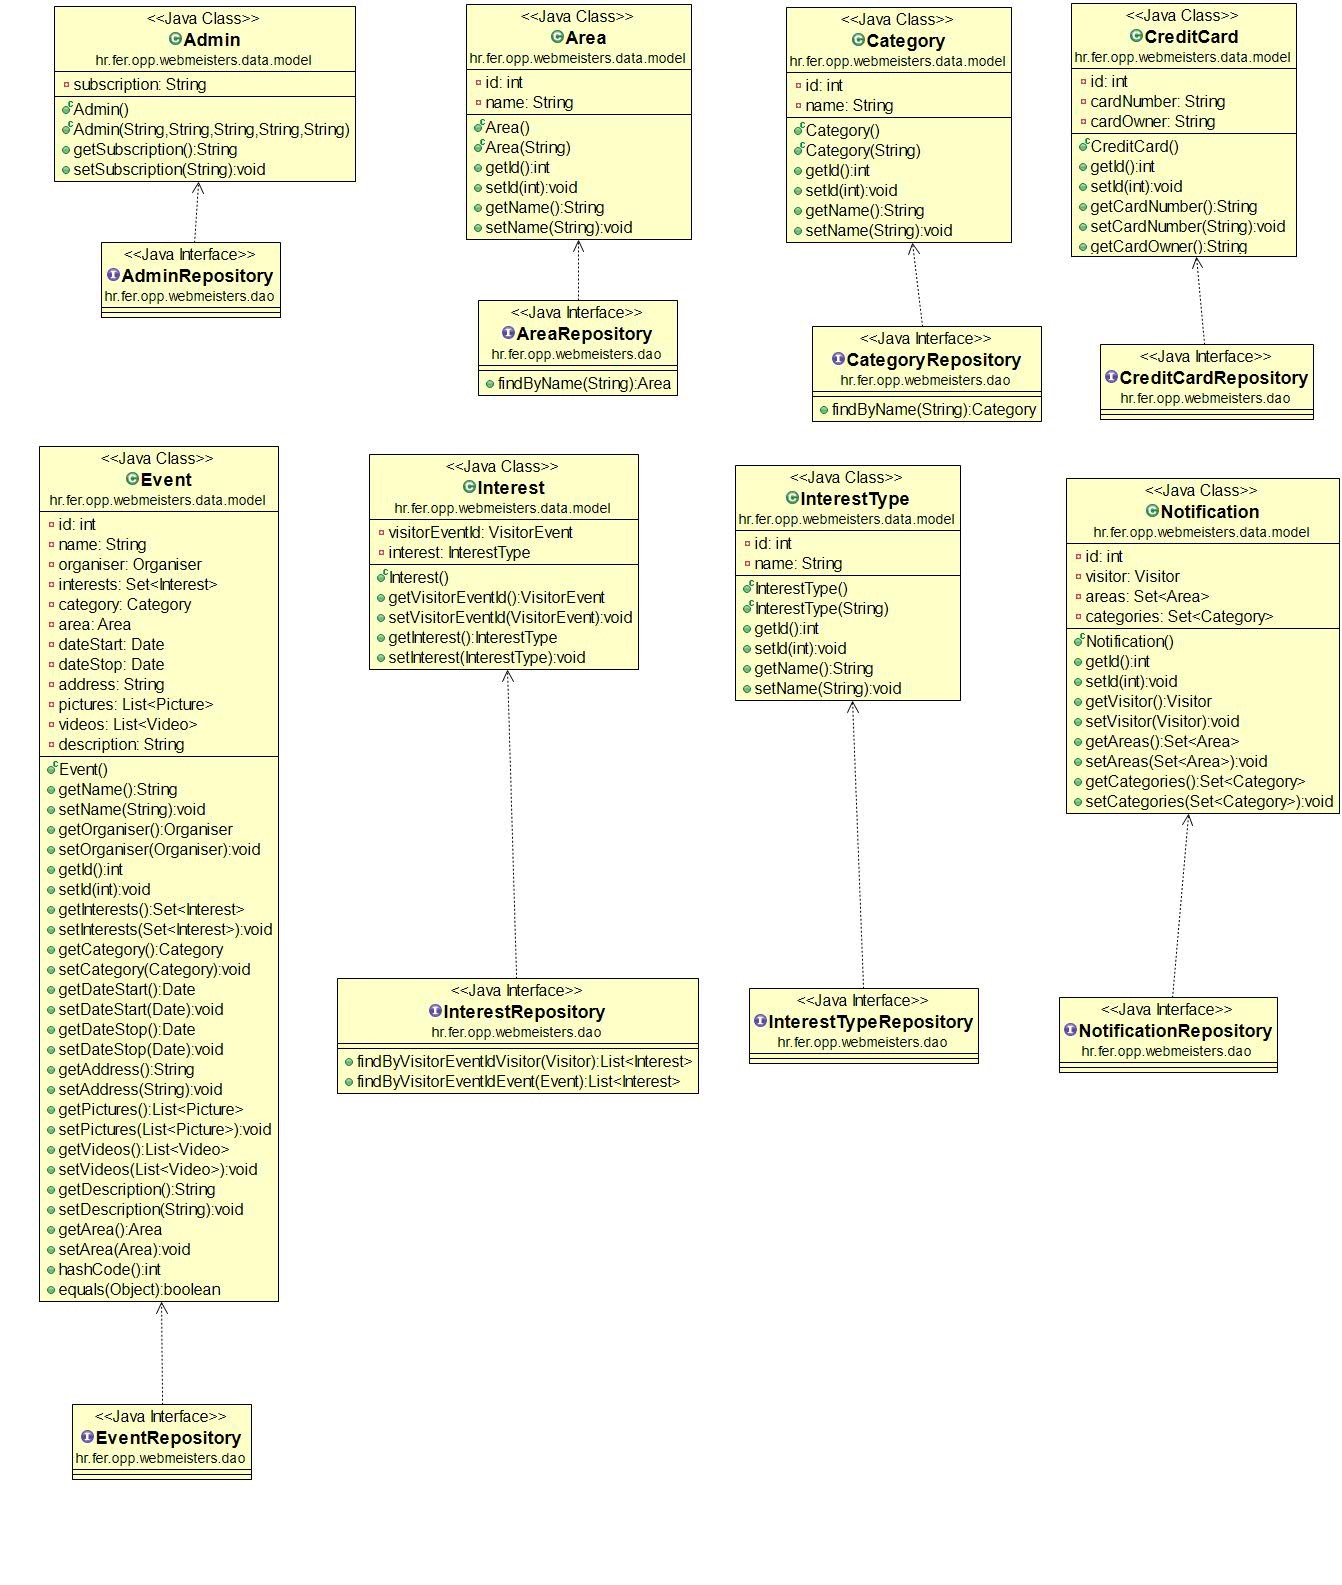 <<Java Class>>
Admin
hr.fer.opp.webmeisters.data.model
subscription: String
Admin()
Admin(String,String,String,String,String)
getSubscription():String
setSubscription(String):void
<<Java Interface>>
AdminRepository
hr.fer.opp.webmeisters.dao
<<Java Class>>
Area
hr.fer.opp.webmeisters.data.model
id: int
name: String
Area()
Area(String)
getId():int
setId(int):void
getName():String
setName(String):void
<<Java Interface>>
AreaRepository
hr.fer.opp.webmeisters.dao
findByName(String):Area
<<Java Class>>
Category
hr.fer.opp.webmeisters.data.model
id: int
name: String
Category()
Category(String)
getId():int
setId(int):void
getName():String
setName(String):void
<<Java Interface>>
CategoryRepository
hr.fer.opp.webmeisters.dao
findByName(String):Category
<<Java Class>>
CreditCard
hr.fer.opp.webmeisters.data.model
id: int
cardNumber: String
cardOwner: String
CreditCard()
getId():int
setId(int):void
getCardNumber():String
setCardNumber(String):void
getCardOwner():String
<<Java Interface>>
CreditCardRepository
hr.fer.opp.webmeisters.dao
<<Java Class>>
Event
hr.fer.opp.webmeisters.data.model
id: int
name: String
organiser: Organiser
interests: Set<Interest>
category: Category
area: Area
dateStart: Date
dateStop: Date
address: String
pictures: List<Picture>
videos: List<Video>
description: String
Event()
getName():String
setName(String):void
getOrganiser():Organiser
setOrganiser(Organiser):void
getId():int
setId(int):void
getInterests():Set<Interest>
setInterests(Set<Interest>):void
getCategory():Category
setCategory(Category):void
getDateStart():Date
setDateStart(Date):void
getDateStop():Date
setDateStop(Date):void
getAddress():String
setAddress(String):void
getPictures():List<Picture>
setPictures(List<Picture>):void
getVideos():List<Video>
setVideos(List<Video>):void
getDescription():String
setDescription(String):void
getArea():Area
setArea(Area):void
hashCode():int
equals(Object):boolean
<<Java Interface>>
EventRepository
hr.fer.opp.webmeisters.dao
<<Java Class>>
Interest
hr.fer.opp.webmeisters.data.model
visitorEventId: VisitorEvent
interest: InterestType
Interest()
getVisitorEventId():VisitorEvent
setVisitorEventId(VisitorEvent):void
getInterest():InterestType
setInterest(InterestType):void
<<Java Interface>>
InterestRepository
hr.fer.opp.webmeisters.dao
findByVisitorEventIdVisitor(Visitor):List<Interest>
findByVisitorEventIdEvent(Event):List<Interest>
<<Java Class>>
InterestType
hr.fer.opp.webmeisters.data.model
id: int
name: String
InterestType()
InterestType(String)
getId():int
setId(int):void
getName():String
setName(String):void
<<Java Interface>>
InterestTypeRepository
hr.fer.opp.webmeisters.dao
<<Java Class>>
Notification
hr.fer.opp.webmeisters.data.model
id: int
visitor: Visitor
areas: Set<Area>
categories: Set<Category>
Notification()
getId():int
setId(int):void
getVisitor():Visitor
setVisitor(Visitor):void
getAreas():Set<Area>
setAreas(Set<Area>):void
getCategories():Set<Category>
setCategories(Set<Category>):void
<<Java Interface>>
NotificationRepository
hr.fer.opp.webmeisters.dao